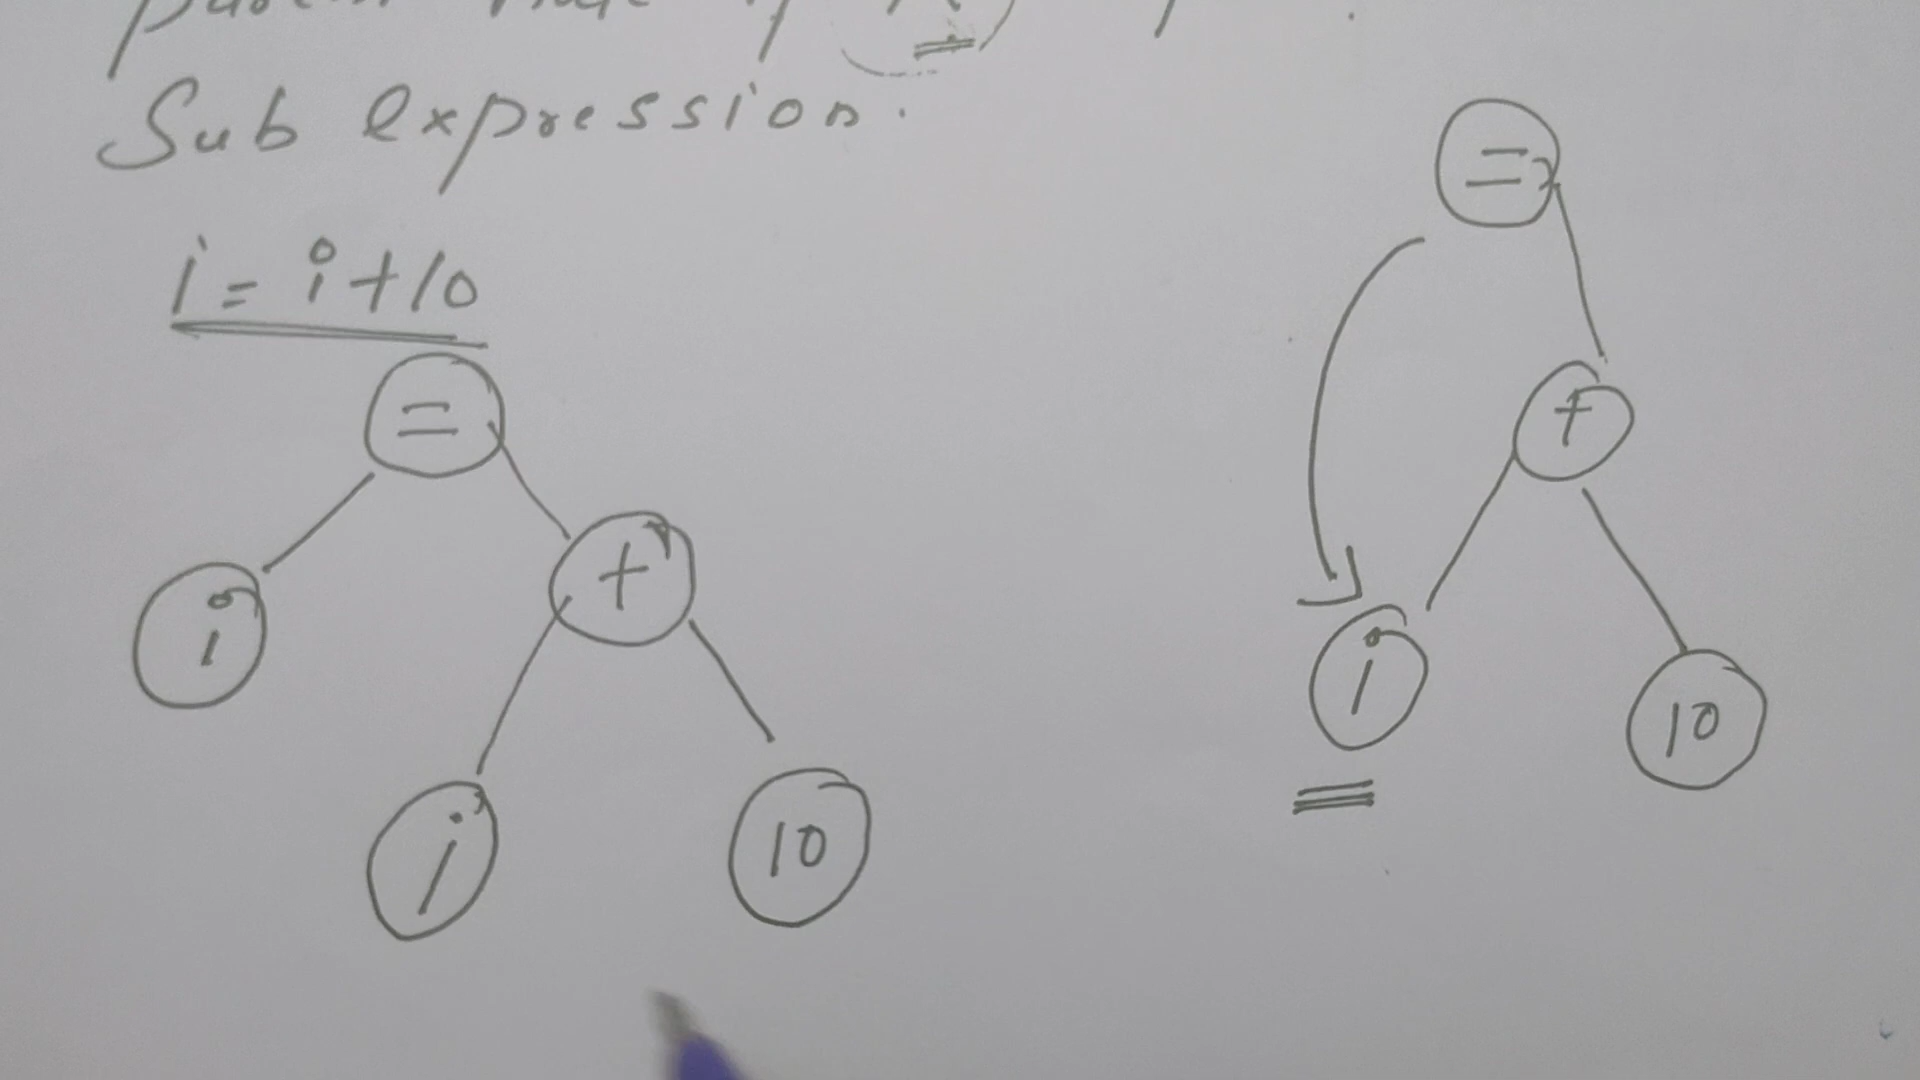 Sub expression.
i = i + 10
=
=
+
+
i
i
10
i
10